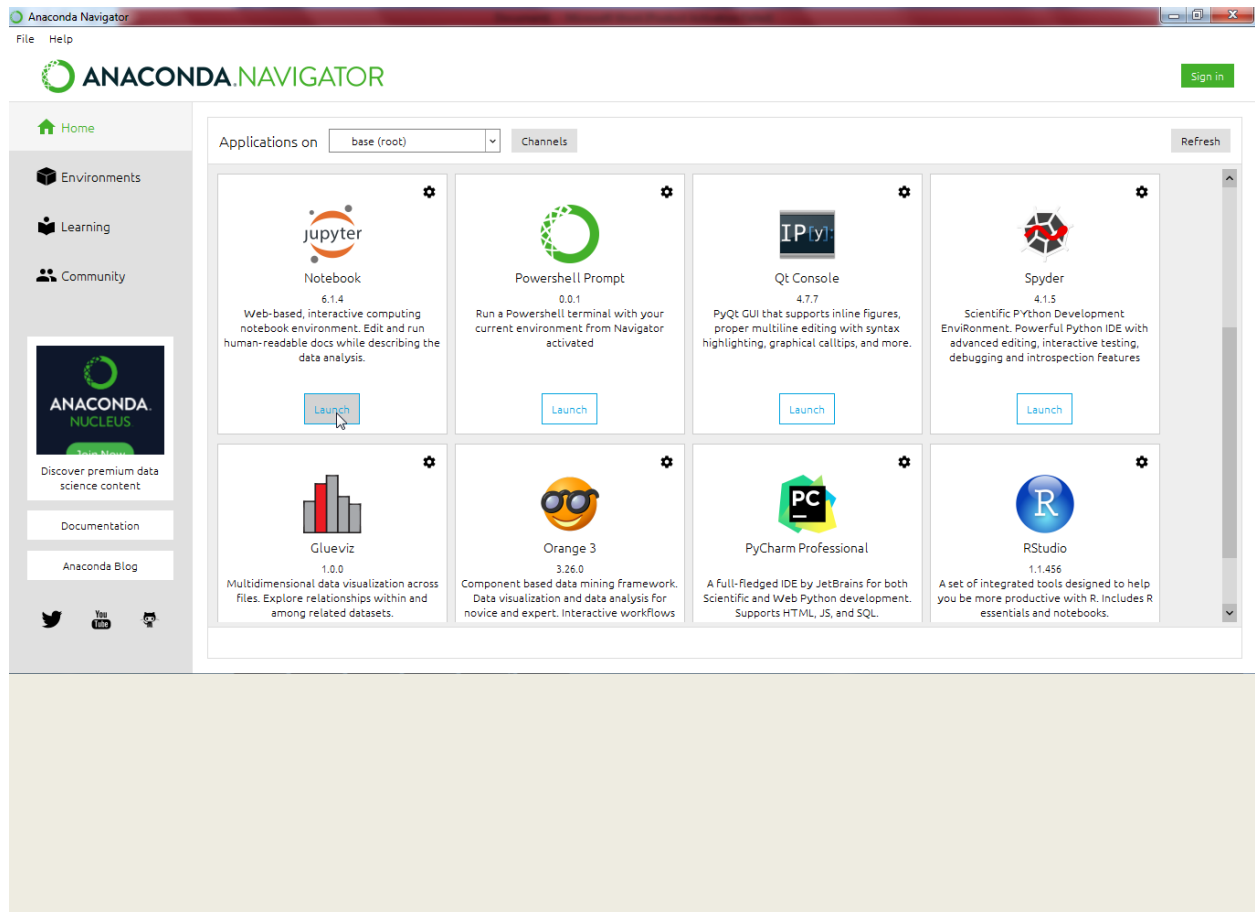 Anaconda Navigator
File Help
ANACONDA.NAVIGATOR
Sign in
Home
Environments
Learning
Community
ANACONDA.
NUCLEUS
Join Now
Discover premium data
science content
Documentation
Anaconda Blog
You
Tube
Applications on base (root) Channels Refresh
jupyter
Notebook
6.1.4
Web-based, interactive computing
notebook environment. Edit and run
human-readable docs while describing the
data analysis.
Launch
Powershell Prompt
0.0.1
Run a Powershell terminal with your
current environment from Navigator
activated
Launch
IP[y]:
Qt Console
4.7.7
PyQt GUI that supports inline figures,
proper multiline editing with syntax
highlighting, graphical calltips, and more.
Launch
Spyder
4.1.5
Scientific PYthon Development
EnviRonment. Powerful Python IDE with
advanced editing, interactive testing,
debugging and introspection features
Launch
Glueviz
1.0.0
Multidimensional data visualization across
files. Explore relationships within and
among related datasets.
Orange 3
3.26.0
Component based data mining framework.
Data visualization and data analysis for
novice and expert. Interactive workflows
PC
PyCharm Professional
A full-fledged IDE by JetBrains for both
Scientific and Web Python development.
Supports HTML, JS, and SQL.
R
RStudio
1.1.456
A set of integrated tools designed to help
you be more productive with R. Includes R
essentials and notebooks.